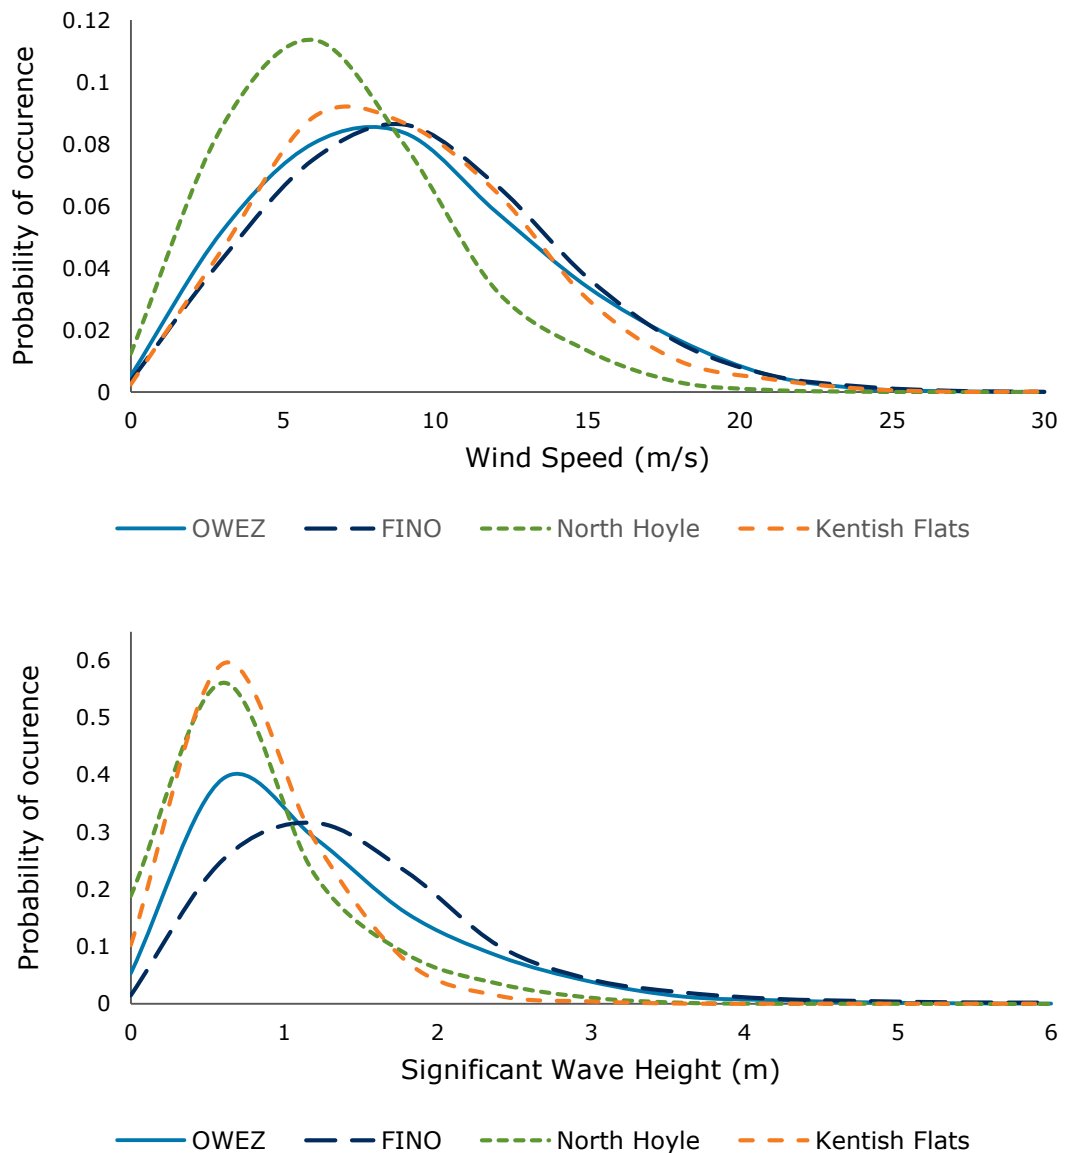 0.12
0.1
0.08
0.06
0.04
0.02
0
Probability of occurence
0 5 10 15 20 25 30
Wind Speed (m/s)
OWEZ FINO North Hoyle Kentish Flats
0.6
0.5
0.4
0.3
0.2
0.1
0
Probability of ocurence
0 1 2 3 4 5 6
Significant Wave Height (m)
OWEZ FINO North Hoyle Kentish Flats